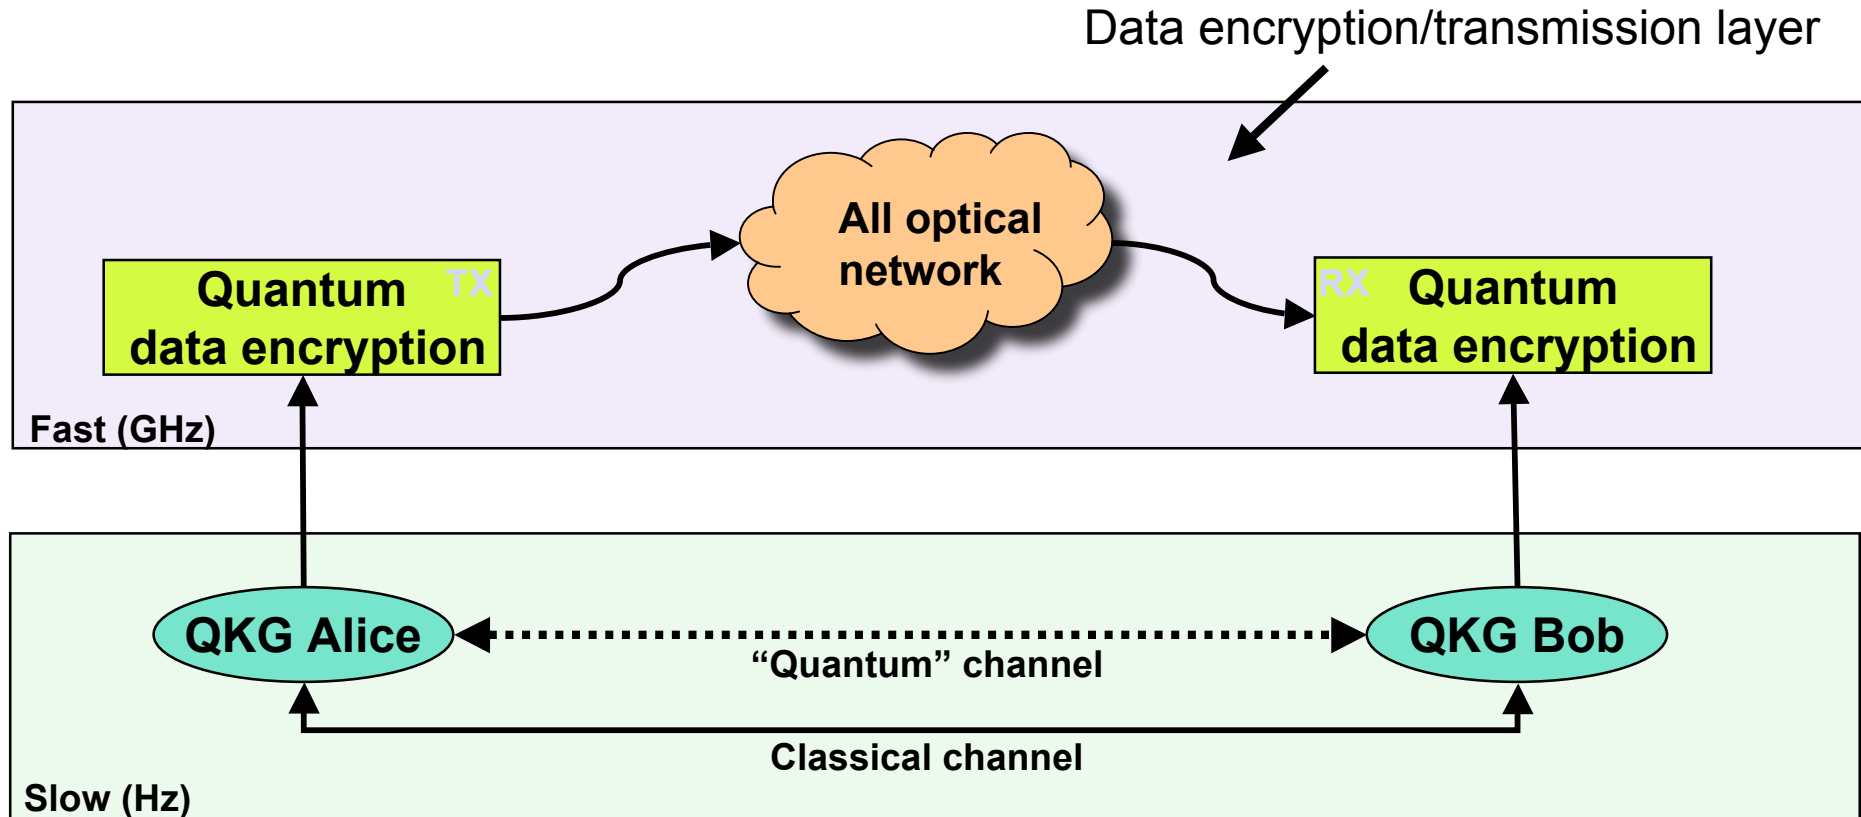 Data encryption/transmission layer
All optical
network
Quantum TX
data encryption
RX Quantum
data encryption
Fast (GHz)
QKG Alice
QKG Bob
“Quantum” channel
Classical channel
Slow (Hz)